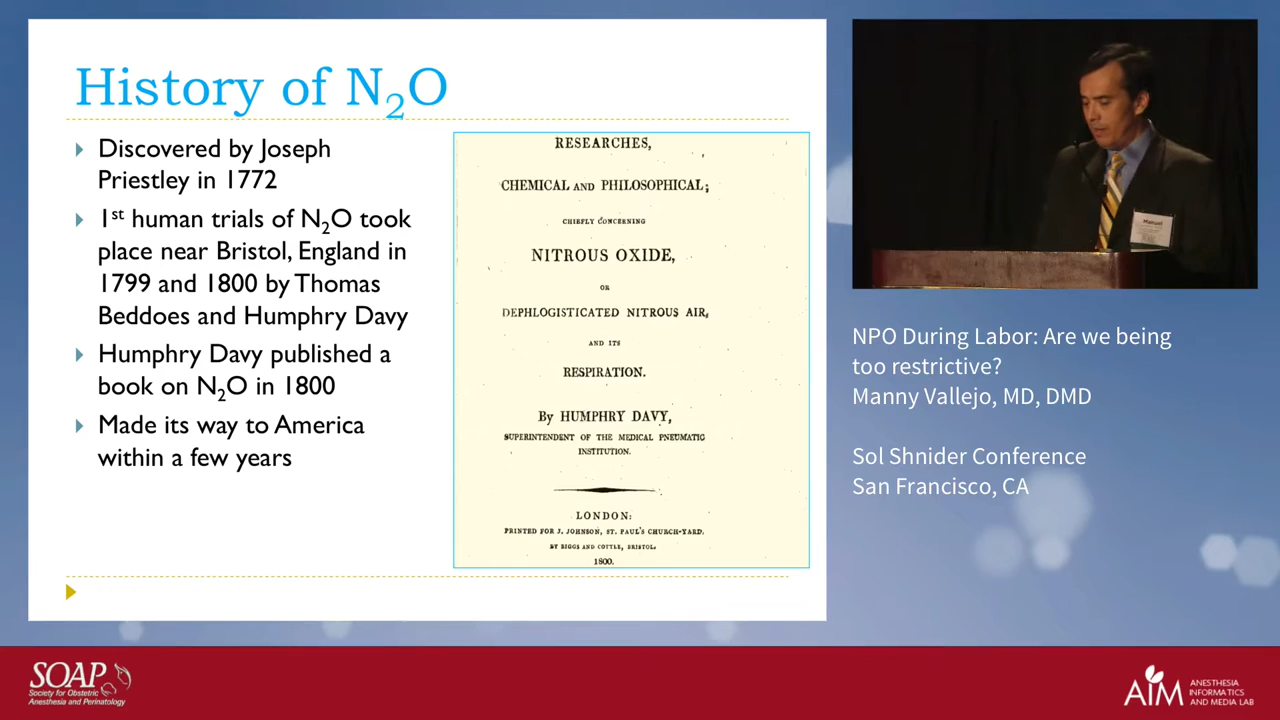 History of N₂O
Discovered by Joseph
Priestley in 1772
1st human trials of N₂O took
place near Bristol, England in
1799 and 1800 by Thomas
Beddoes and Humphry Davy
Humphry Davy published a
book on N₂O in 1800
Made its way to America
within a few years
RESEARCHES,
CHEMICAL AND PHILOSOPHICAL;
CHIEFLY CONCERNING
NITROUS OXIDE,
OR
DEPHLOGISTICATED NITROUS AIR,
AND ITS
RESPIRATION.
By HUMPHRY DAVY,
SUPERINTENDENT OF THE MEDICAL PNEUMATIC
INSTITUTION.
LONDON:
PRINTED FOR J. JOHNSON, ST. PAUL'S CHURCH-YARD,
BY BIGGS AND COTTLE, BRISTOL.
1800.
Manuel
NPO During Labor: Are we being
too restrictive?
Manny Vallejo, MD, DMD
Sol Shnider Conference
San Francisco, CA
SOAP
Society for Obstetric
Anesthesia and Perinatology
AIM
ANESTHESIA
INFORMATICS
AND MEDIA LAB